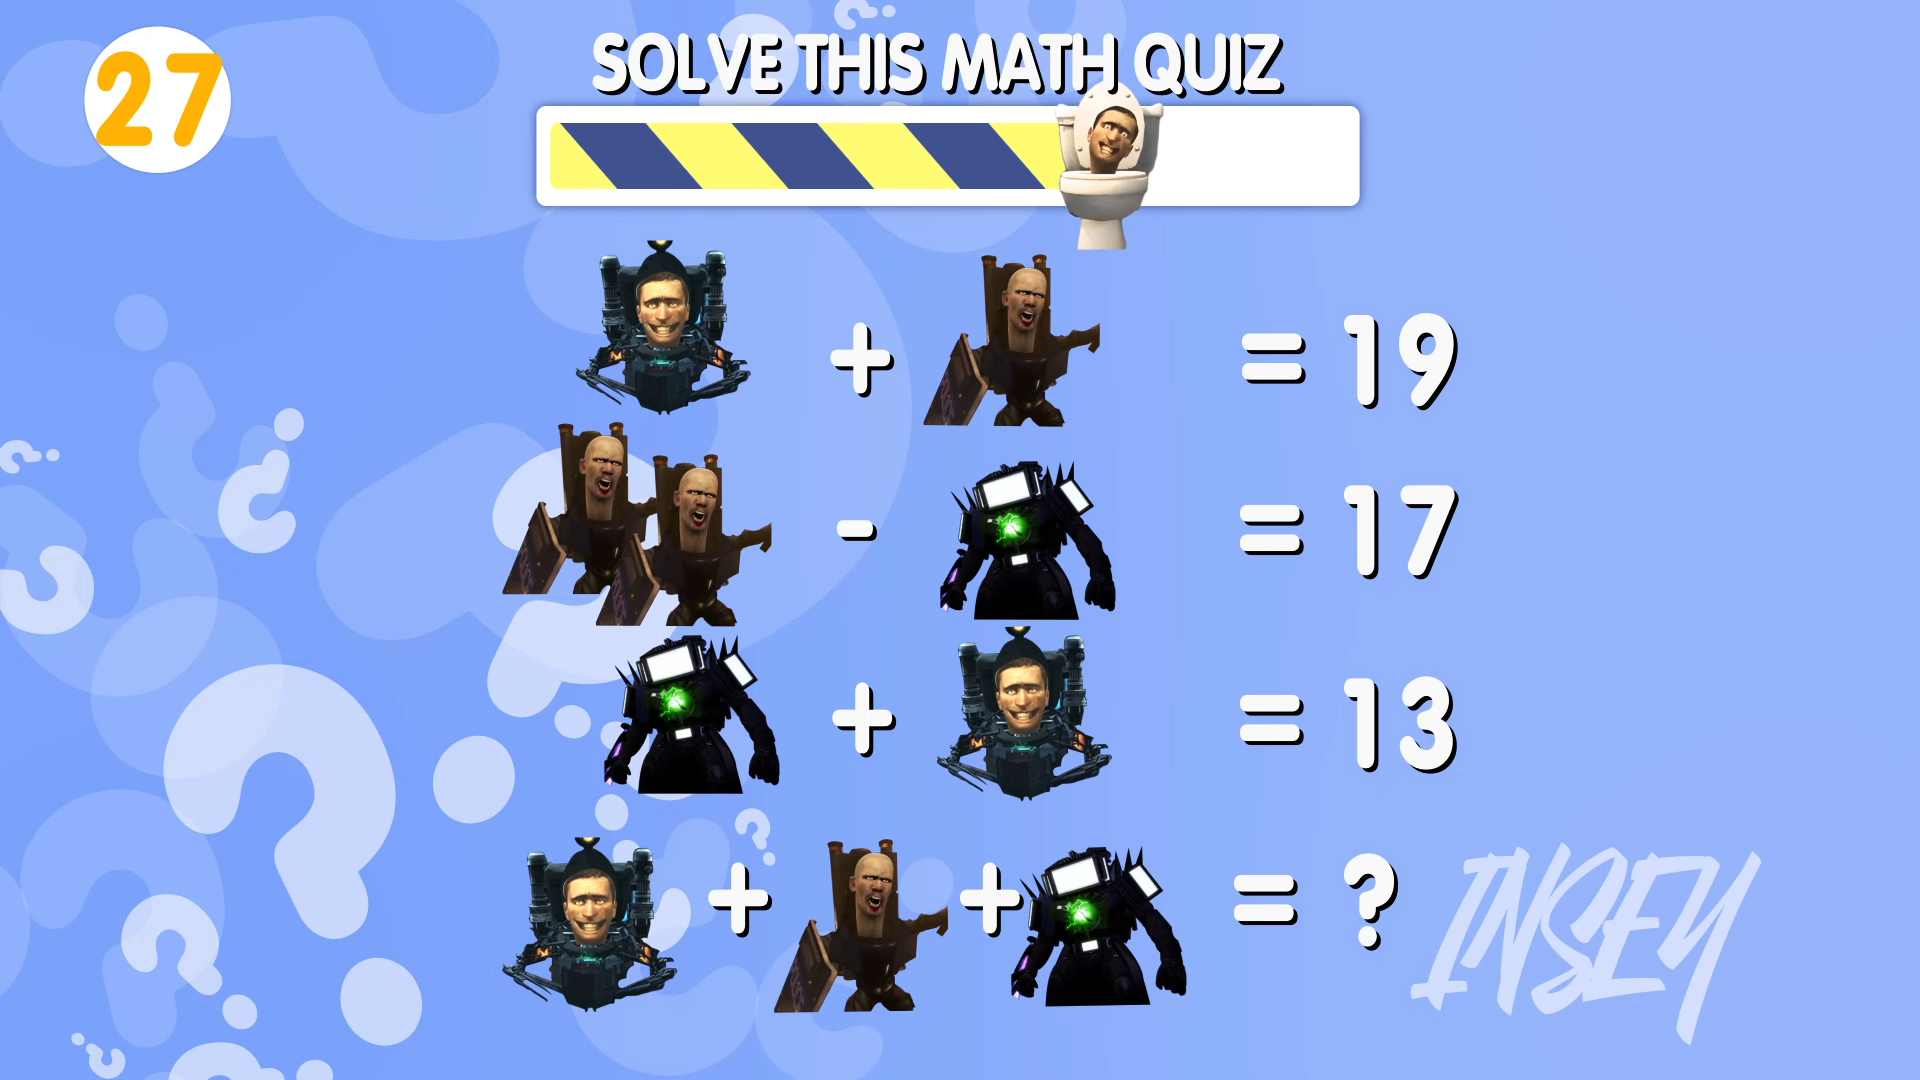 27
SOLVE THIS MATH QUIZ
+ = 19
- = 17
+ = 13
+ + = ?
INSEY